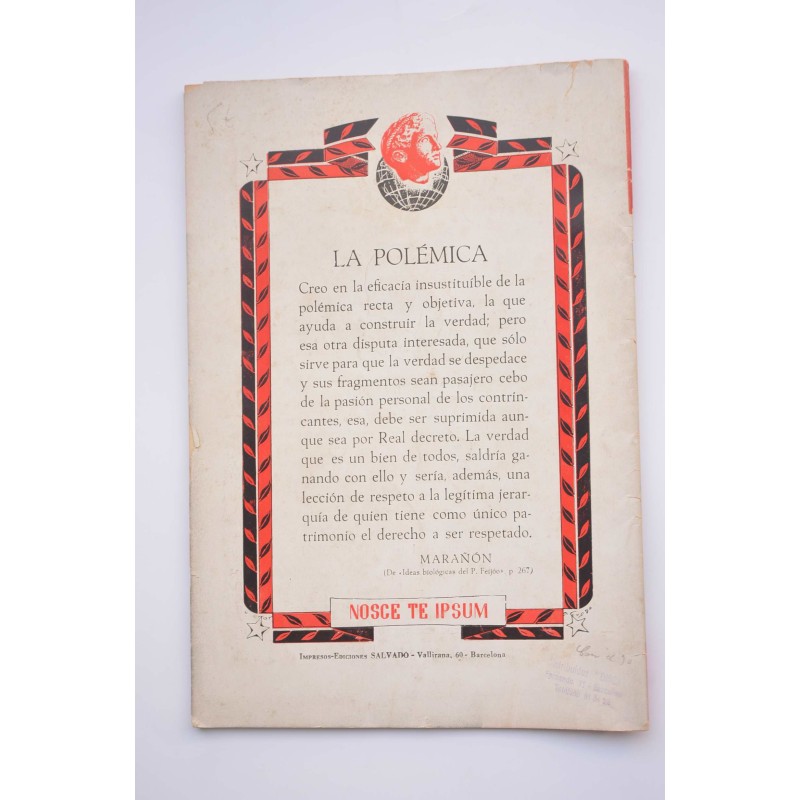 LA POLÉMICA
Creo en la eficacia insustituíble de la
polémica recta y objetiva, la que
ayuda a construir la verdad; pero
esa otra disputa interesada, que sólo
sirve para que la verdad se despedace
y sus fragmentos sean pasajero cebo
de la pasión personal de los contrin-
cantes, esa, debe ser suprimida aun-
que sea por Real decreto. La verdad
que es un bien de todos, saldría ga-
nando con ello y sería, además, una
lección de respeto a la legítima jerar-
quía de quien tiene como único pa-
trimonio el derecho a ser respetado.
MARAÑÓN
(De «Ideas biológicas del P. Feijóo», p 267)
NOSCE TE IPSUM
IMPRESOS-EDICIONES SALVADO - Vallirana, 60 - Barcelona